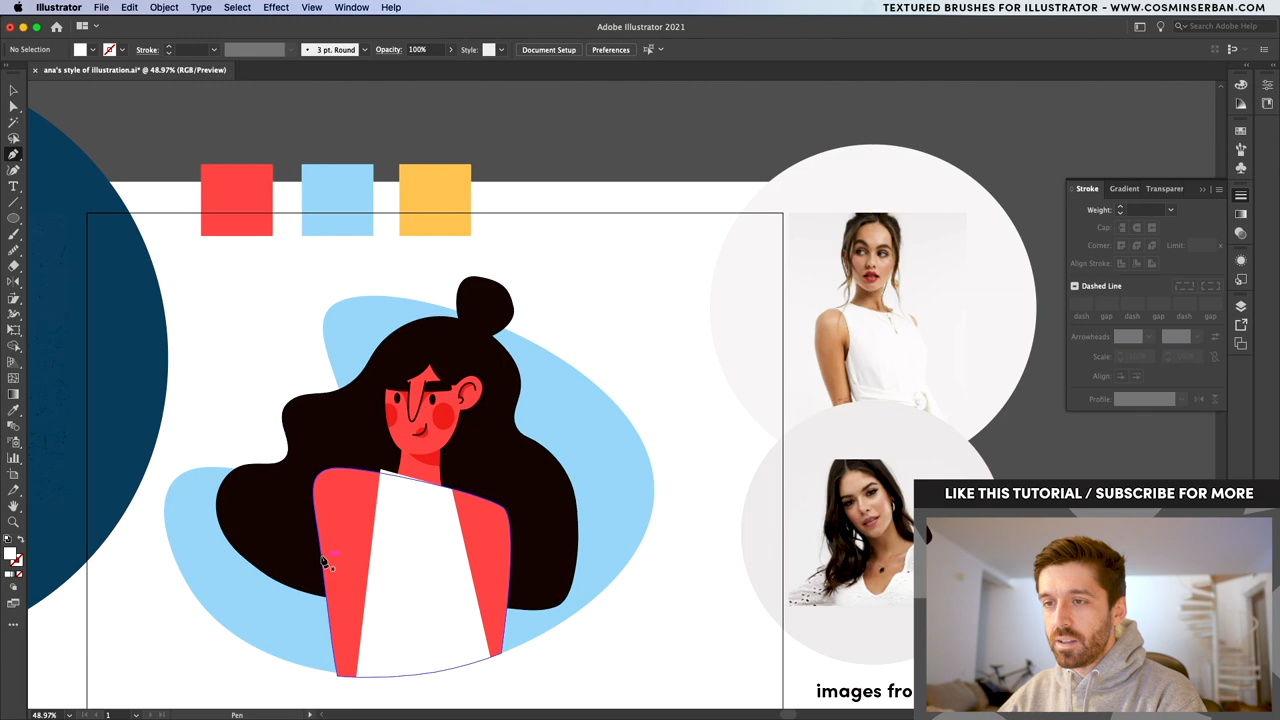 Illustrator File Edit Object Type Select Effect View Window Help
TEXTURED BRUSHES FOR ILLUSTRATOR - WWW.COSMINSERBAN.COM
Adobe Illustrator 2021
Search Adobe Help
No Selection Stroke: 3 pt. Round Opacity: 100% Style: Document Setup Preferences
ana's style of illustration.ai* @ 48.97% (RGB/Preview)
Stroke Gradient Transparer
Weight:
Cap:
Corner: Limit: x
Align Stroke:
Dashed Line
dash gap dash gap dash gap
Arrowheads:
Scale: 100% 100%
Align:
Profile:
LIKE THIS TUTORIAL / SUBSCRIBE FOR MORE
images fro
48.97% 1 Pen